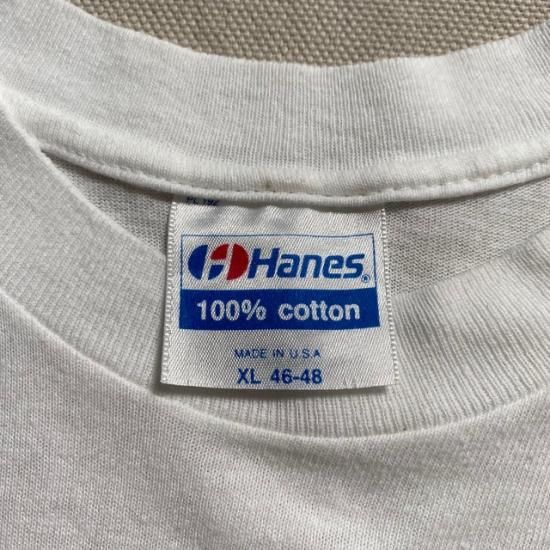 Hanes®
100% cotton
MADE IN U.S.A
XL 46-48